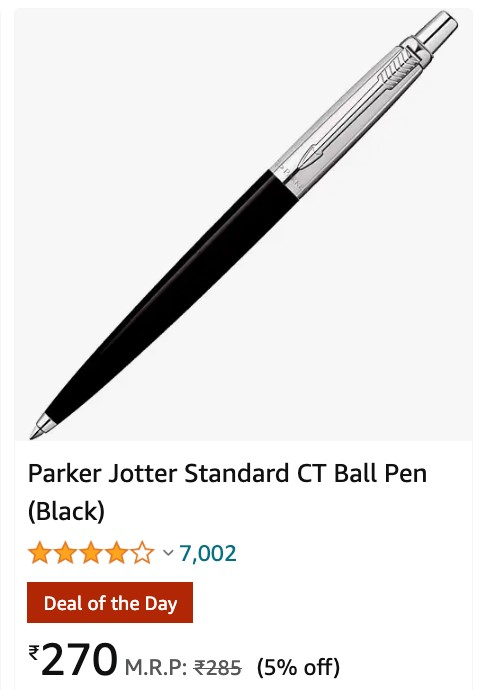 Parker Jotter Standard CT Ball Pen
(Black)
7,002
Deal of the Day
₹270 M.R.P: ₹285 (5% off)